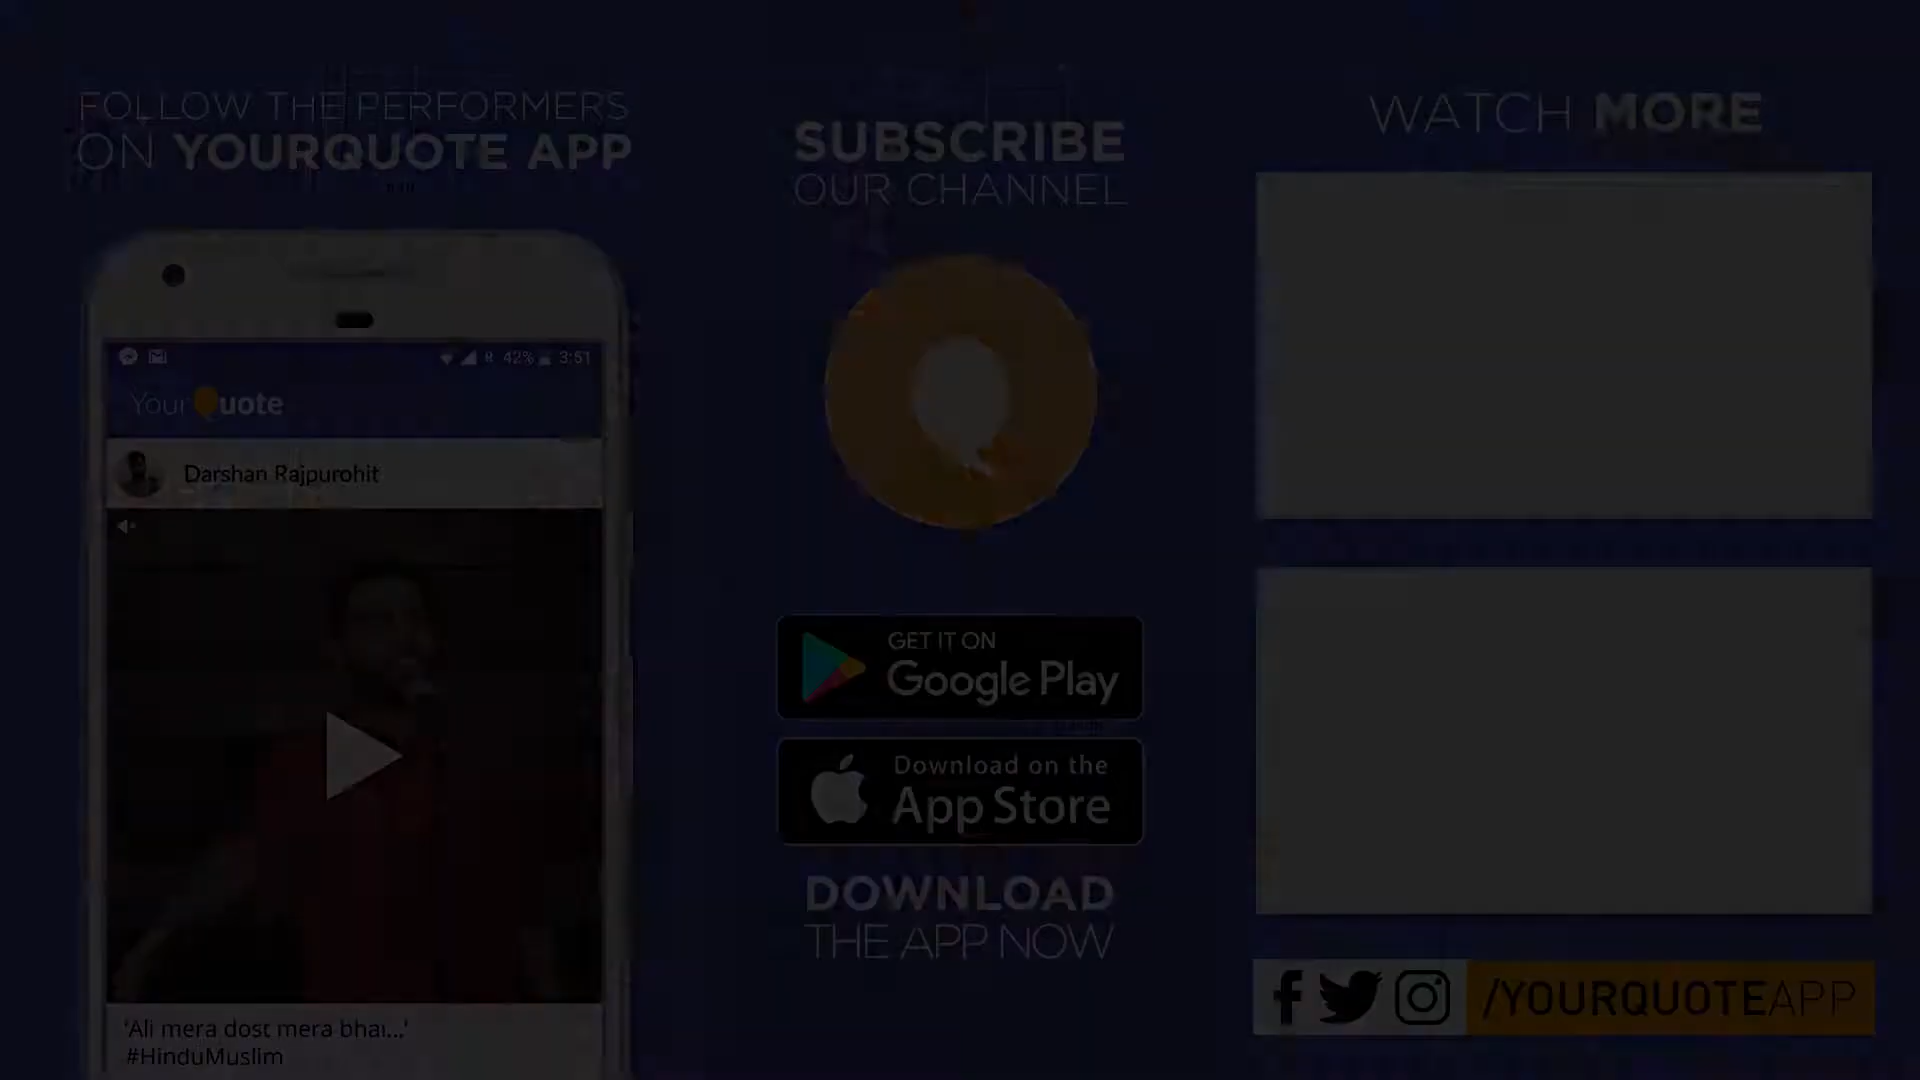 FOLLOW THE PERFORMERS
ON YOURQUOTE APP
42% 3:51
YourQuote
Darshan Rajpurohit
'Ali mera dost mera bhai...'
#HinduMuslim
SUBSCRIBE
OUR CHANNEL
GET IT ON
Google Play
Download on the
App Store
DOWNLOAD
THE APP NOW
WATCH MORE
/YOURQUOTEAPP